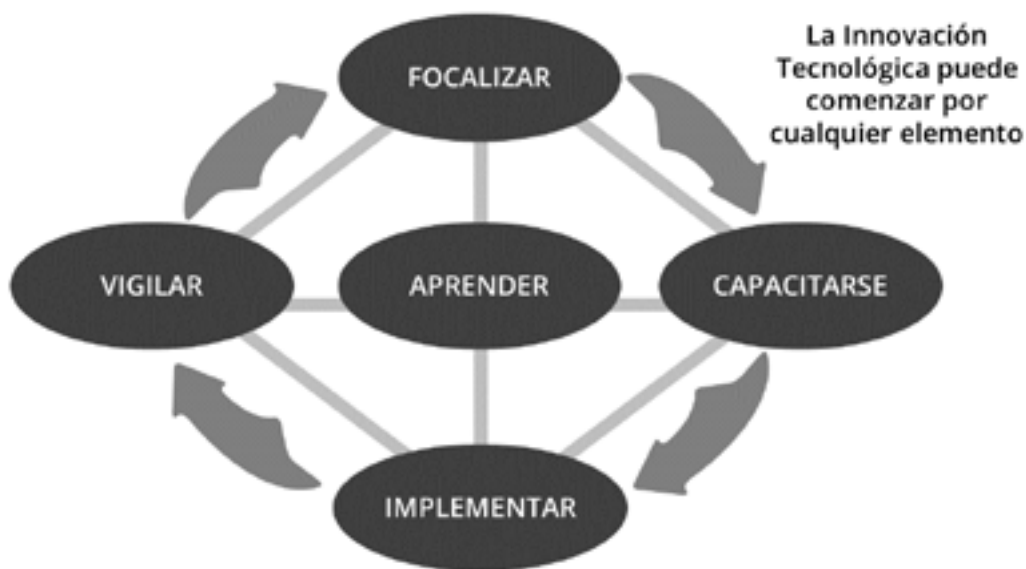 FOCALIZAR
La Innovación
Tecnológica puede
comenzar por
cualquier elemento
VIGILAR
APRENDER
CAPACITARSE
IMPLEMENTAR